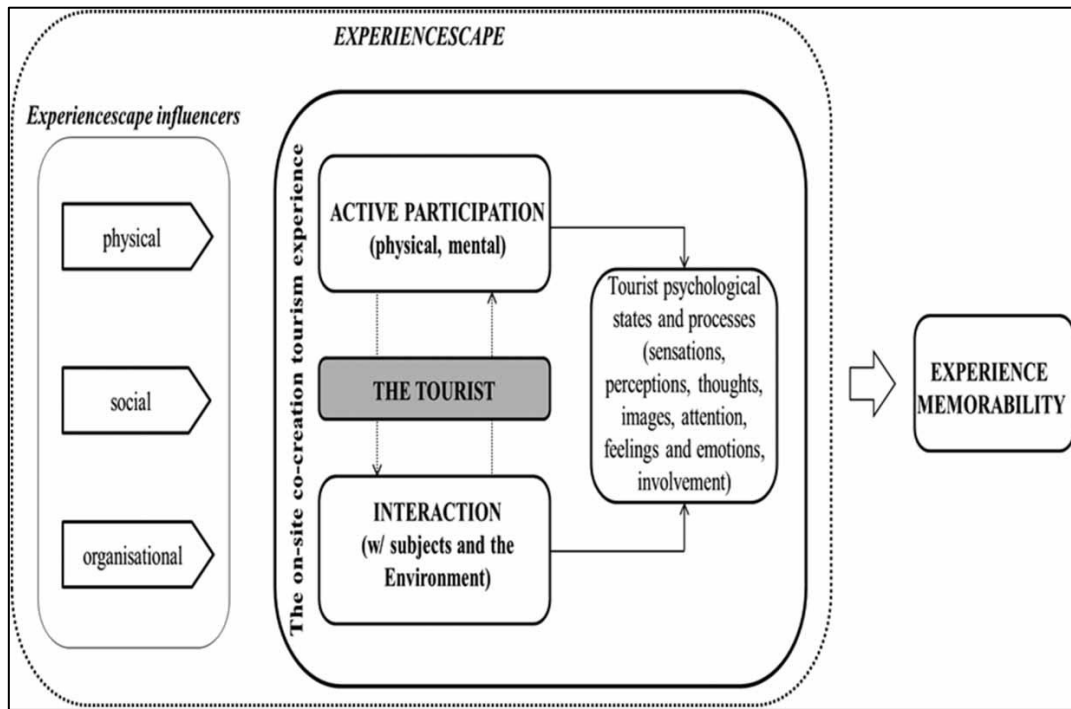 EXPERIENCESCAPE
Experiencescape influencers
physical
social
organisational
The on-site co-creation tourism experience
ACTIVE PARTICIPATION
(physical, mental)
THE TOURIST
INTERACTION
(w/ subjects and the
Environment)
Tourist psychological
states and processes
(sensations,
perceptions, thoughts,
images, attention,
feelings and emotions,
involvement)
EXPERIENCE
MEMORABILITY